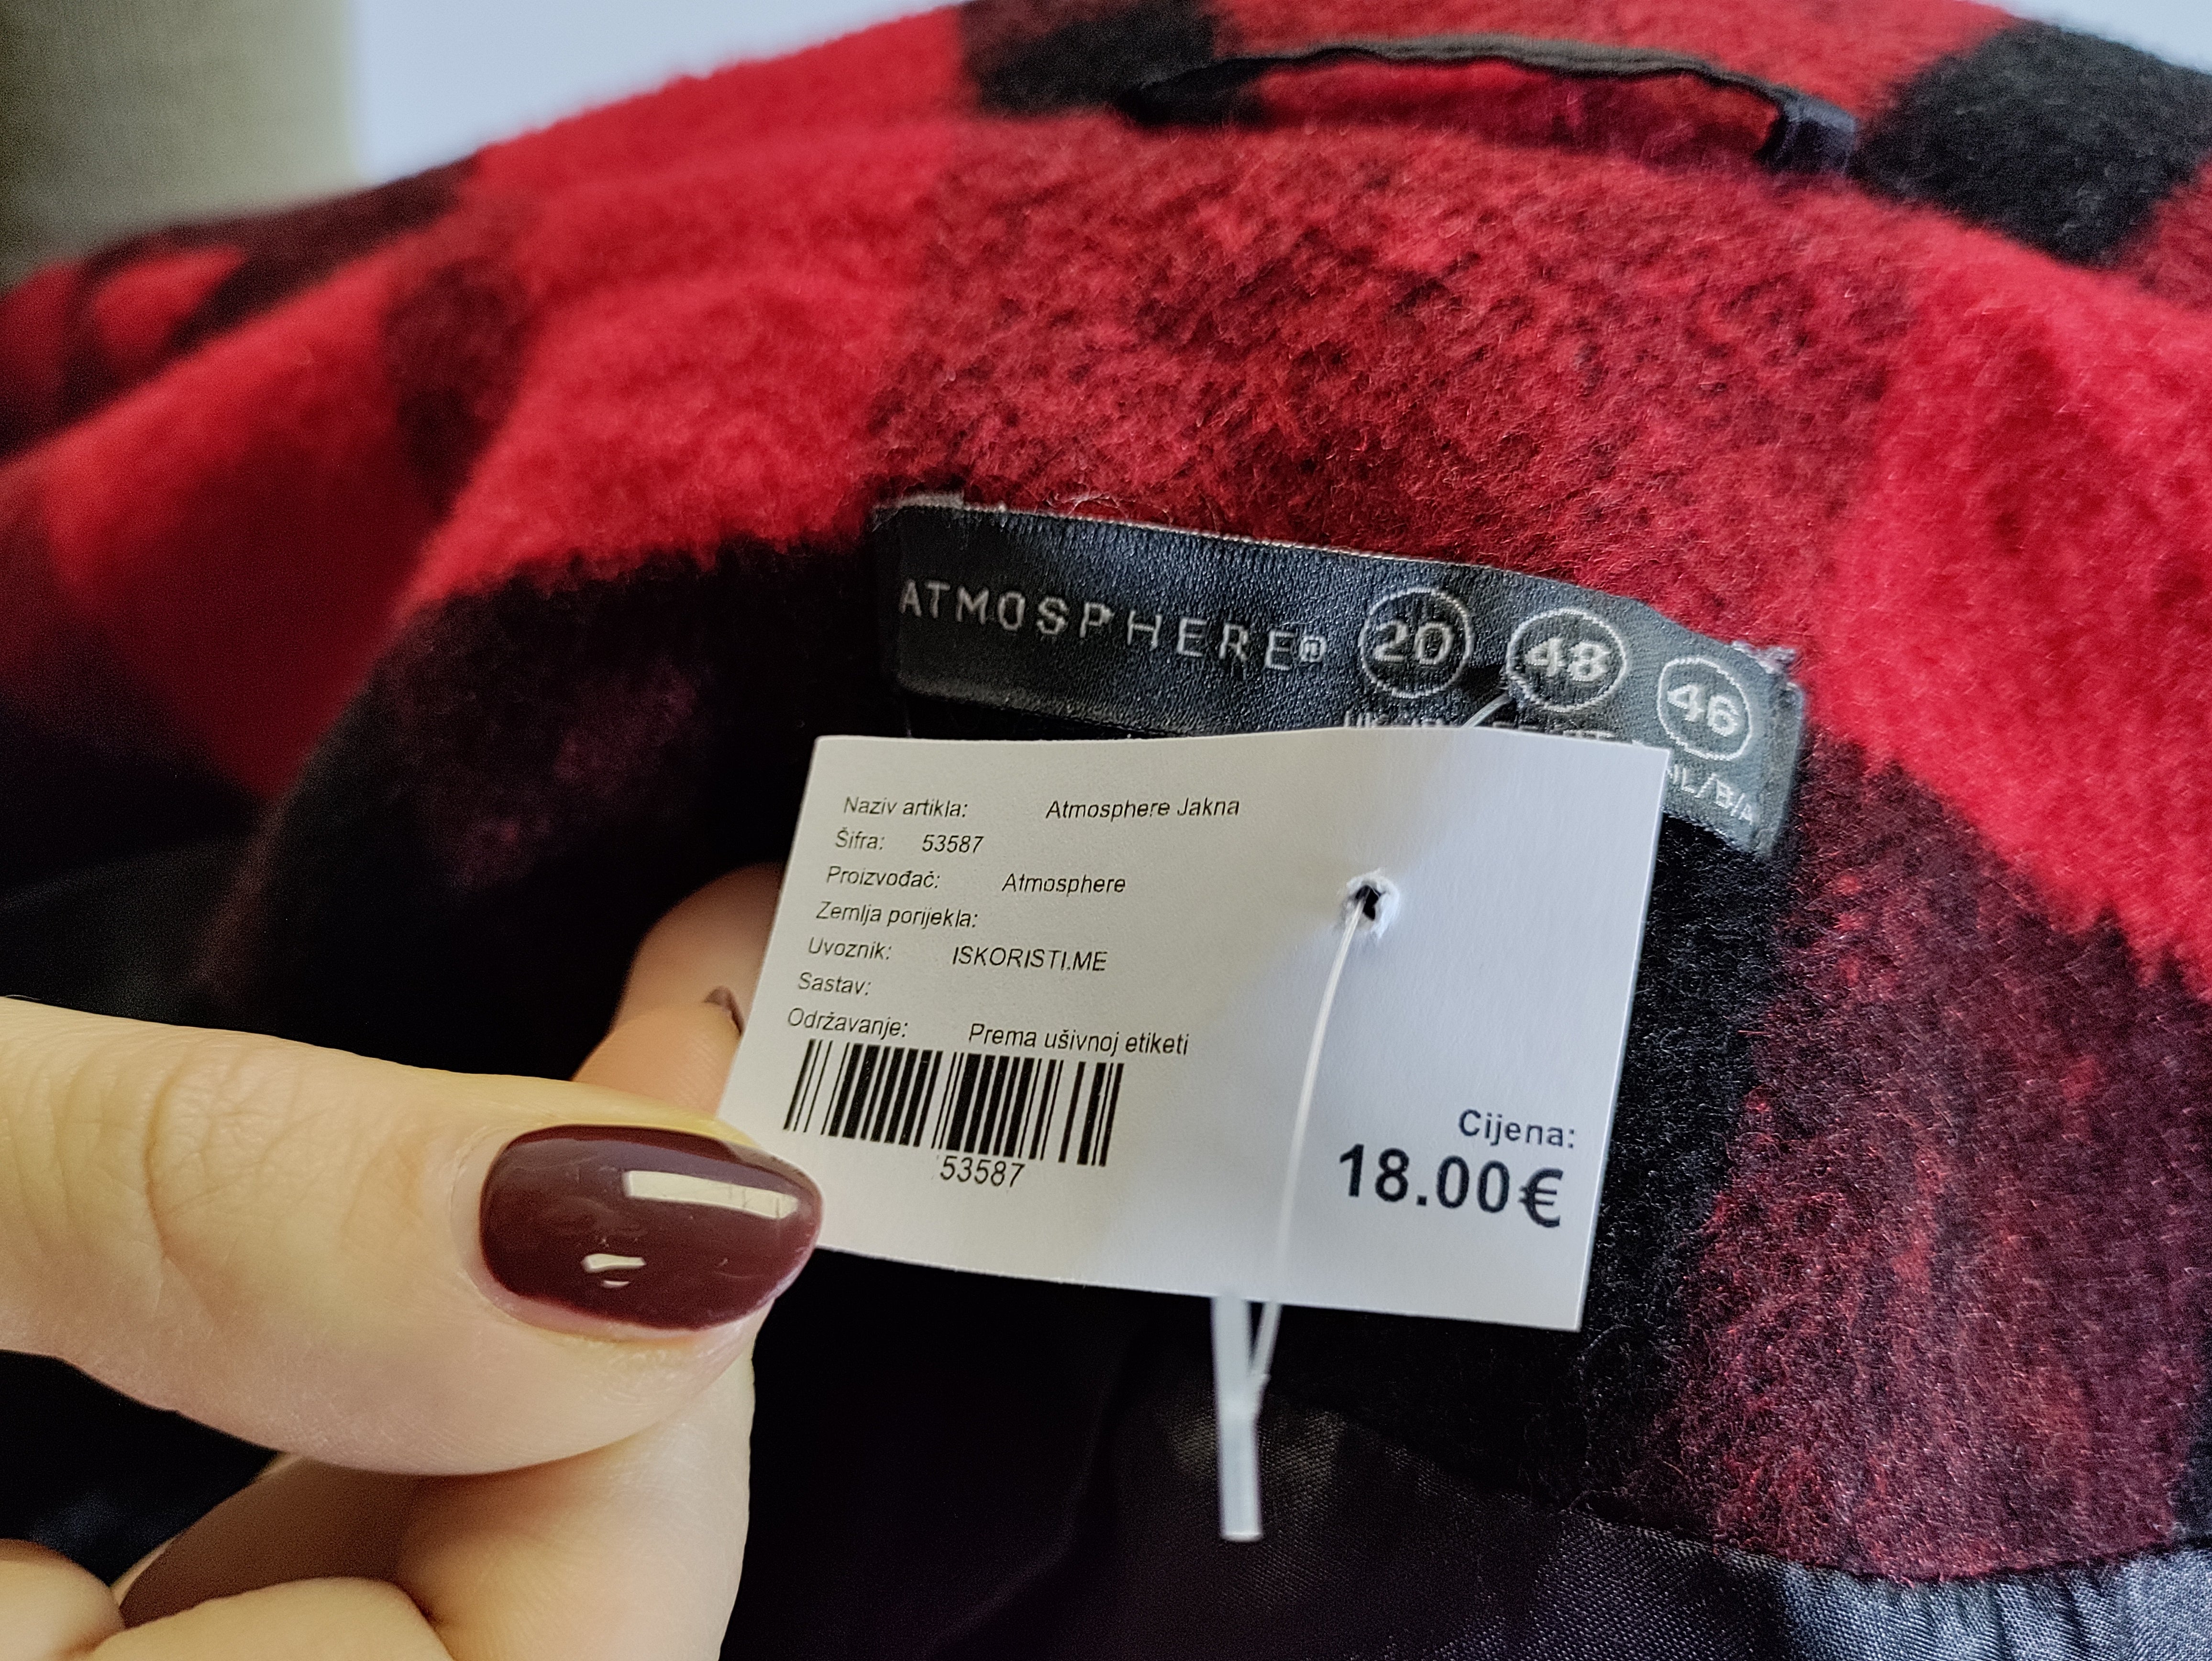 ATMOSPHERE® 20 48 46
NL/B/A
Naziv artikla: Atmosphere Jakna
Šifra: 53587
Proizvođač: Atmosphere
Zemlja porijekla:
Uvoznik: ISKORISTI.ME
Sastav:
Održavanje: Prema ušivnoj etiketi
53587
Cijena:
18.00€